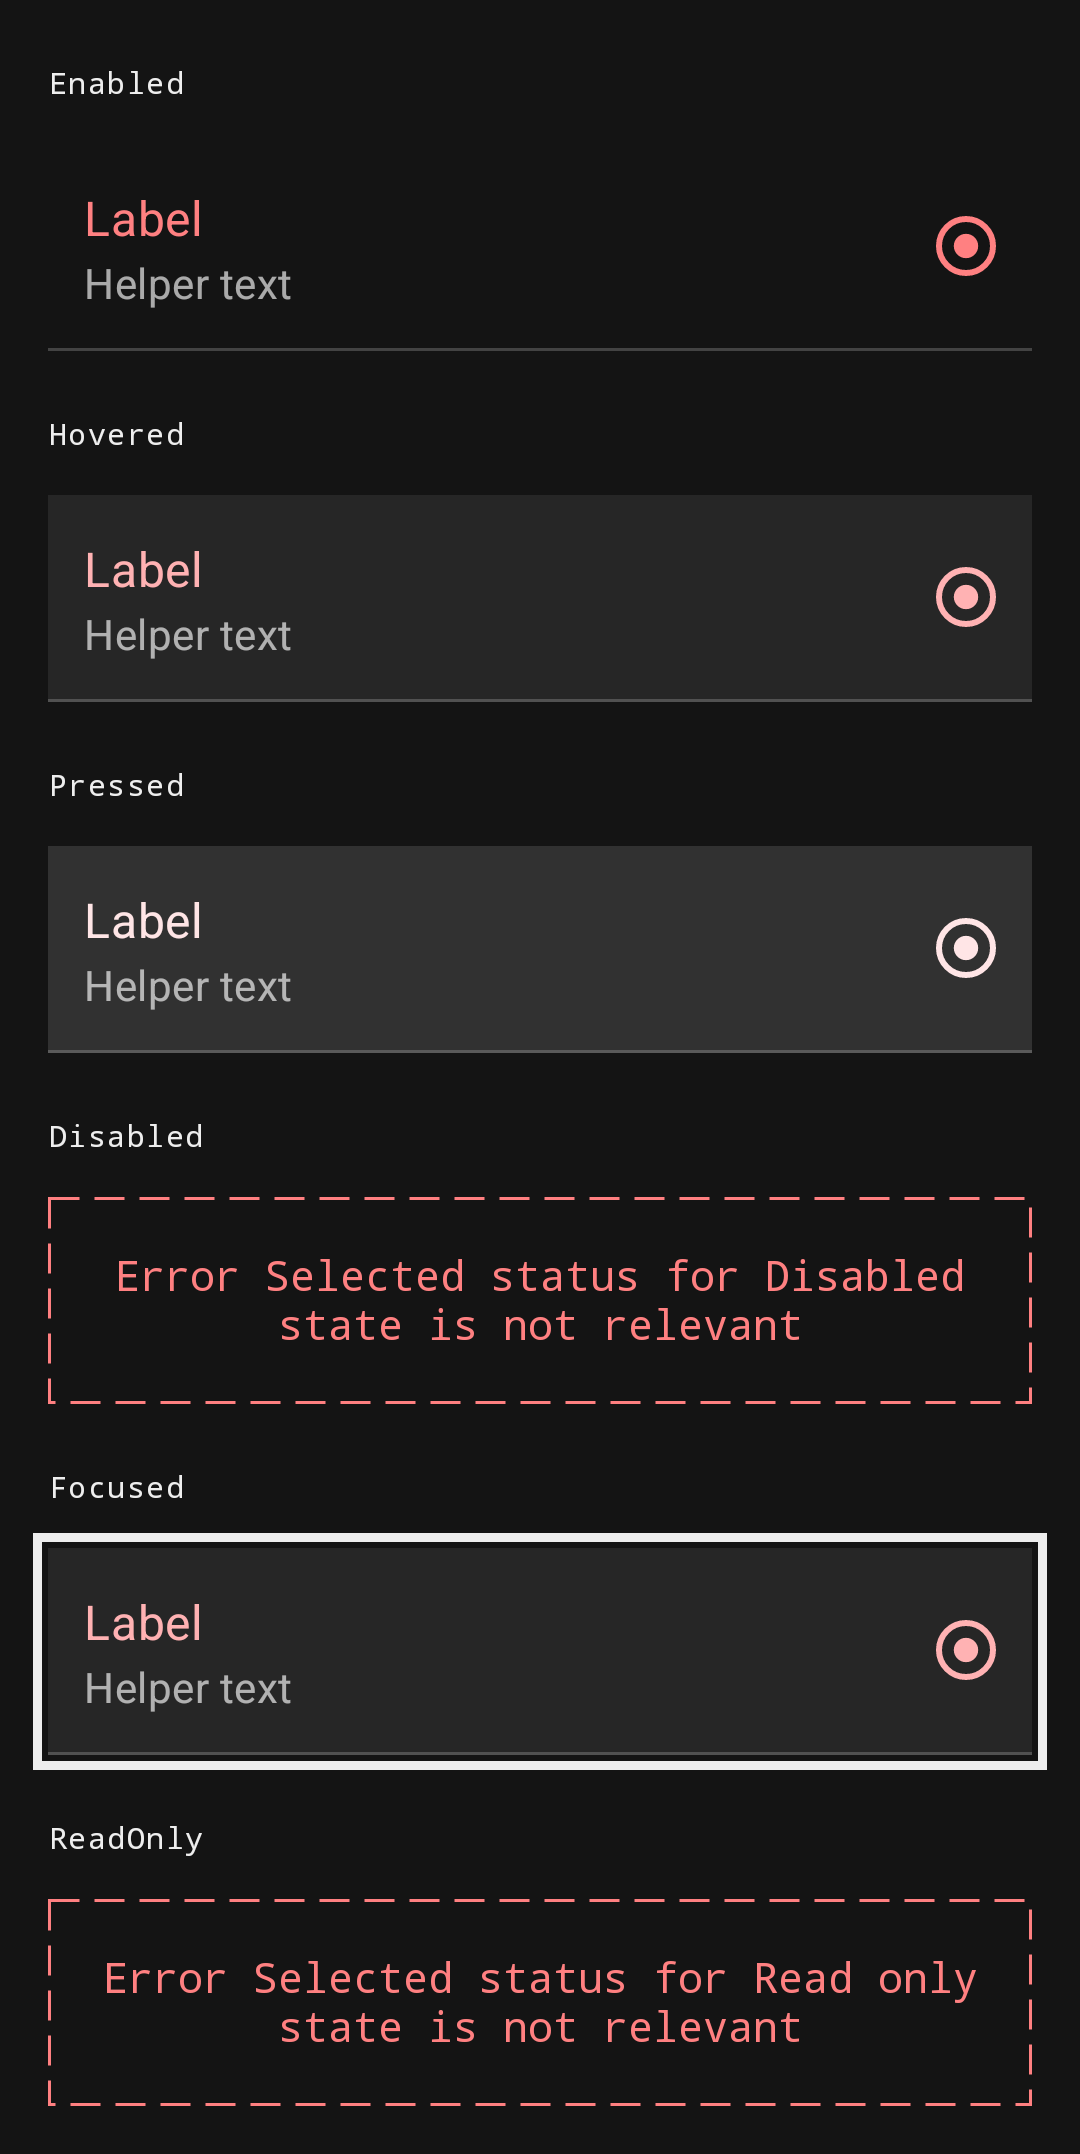 Enabled
Label
Helper text
Hovered
Label
Helper text
Pressed
Label
Helper text
Disabled
Error Selected status for Disabled
state is not relevant
Focused
Label
Helper text
ReadOnly
Error Selected status for Read only
state is not relevant